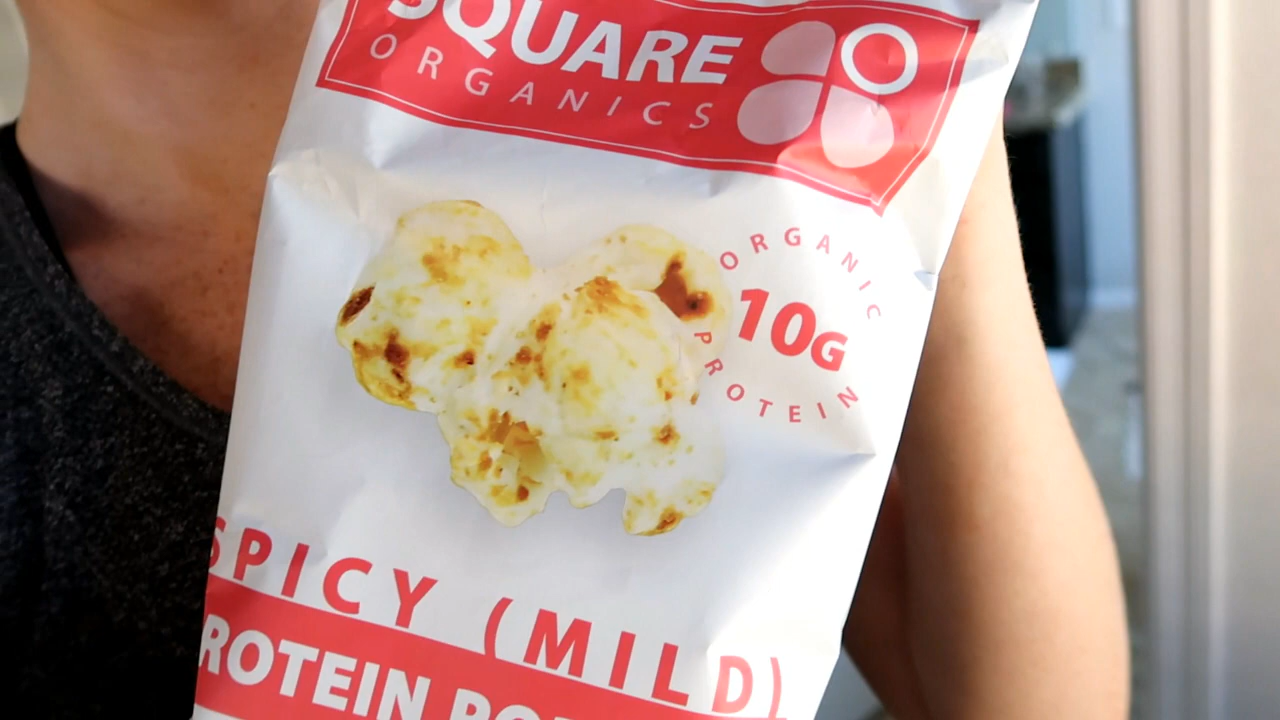 SQUARE
ORGANICS
ORGANIC
10G
PROTEIN
SPICY (MILD)